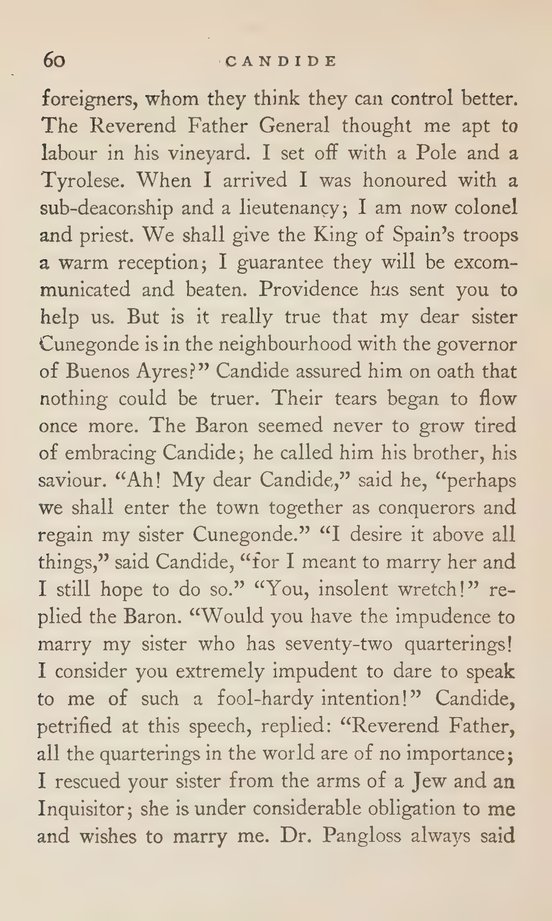 60 CANDIDE
foreigners, whom they think they can control better.
The Reverend Father General thought me apt to
labour in his vineyard. I set off with a Pole and a
Tyrolese. When I arrived I was honoured with a
sub-deaconship and a lieutenancy; I am now colonel
and priest. We shall give the King of Spain's troops
a warm reception; I guarantee they will be excom-
municated and beaten. Providence has sent you to
help us. But is it really true that my dear sister
Cunegonde is in the neighbourhood with the governor
of Buenos Ayres?” Candide assured him on oath that
nothing could be truer. Their tears began to flow
once more. The Baron seemed never to grow tired
of embracing Candide; he called him his brother, his
saviour. “Ah! My dear Candide,” said he, “perhaps
we shall enter the town together as conquerors and
regain my sister Cunegonde.” “I desire it above all
things,” said Candide, “for I meant to marry her and
I still hope to do so.” “You, insolent wretch!” re-
plied the Baron. “Would you have the impudence to
marry my sister who has seventy-two quarterings!
I consider you extremely impudent to dare to speak
to me of such a fool-hardy intention!” Candide,
petrified at this speech, replied: “Reverend Father,
all the quarterings in the world are of no importance;
I rescued your sister from the arms of a Jew and an
Inquisitor; she is under considerable obligation to me
and wishes to marry me. Dr. Pangloss always said